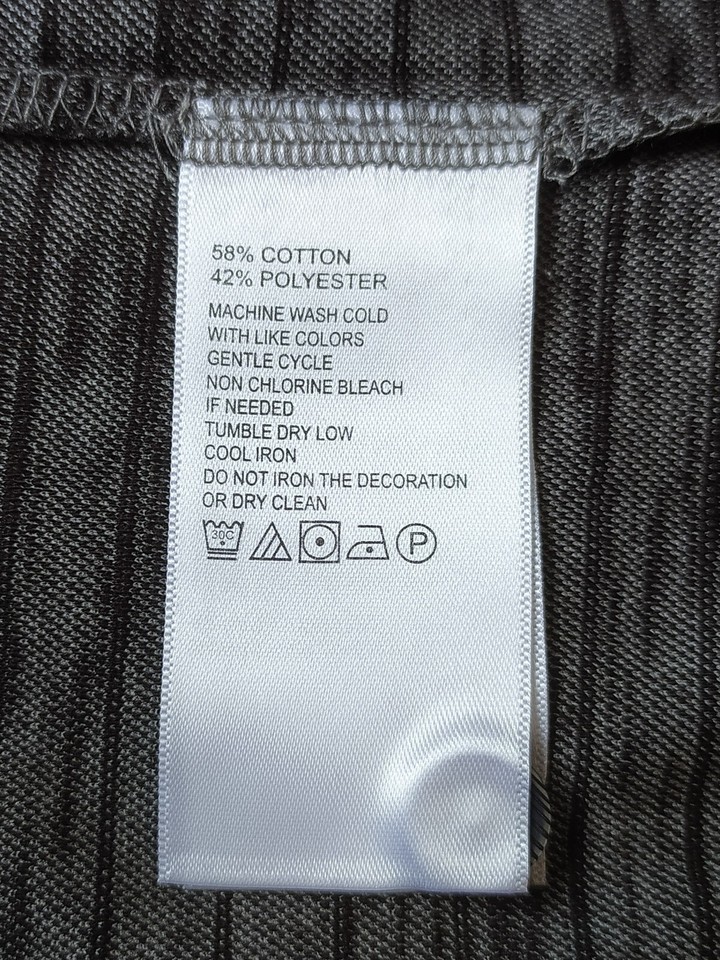 58% COTTON
42% POLYESTER
MACHINE WASH COLD
WITH LIKE COLORS
GENTLE CYCLE
NON CHLORINE BLEACH
IF NEEDED
TUMBLE DRY LOW
COOL IRON
DO NOT IRON THE DECORATION
OR DRY CLEAN
30C P